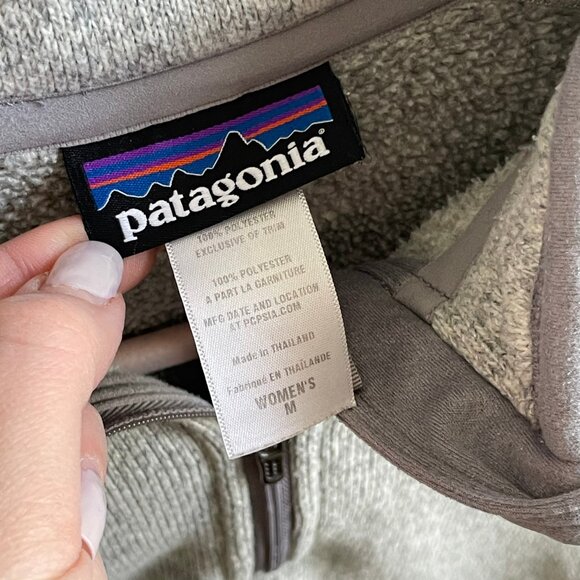 patagonia®
100% POLYESTER
EXCLUSIVE OF TRIM
100% POLYESTER
A PART LA GARNITURE
MFG DATE AND LOCATION
AT PCPSIA.COM
Made in THAILAND
Fabriqué EN THAÏLANDE
WOMEN'S
M